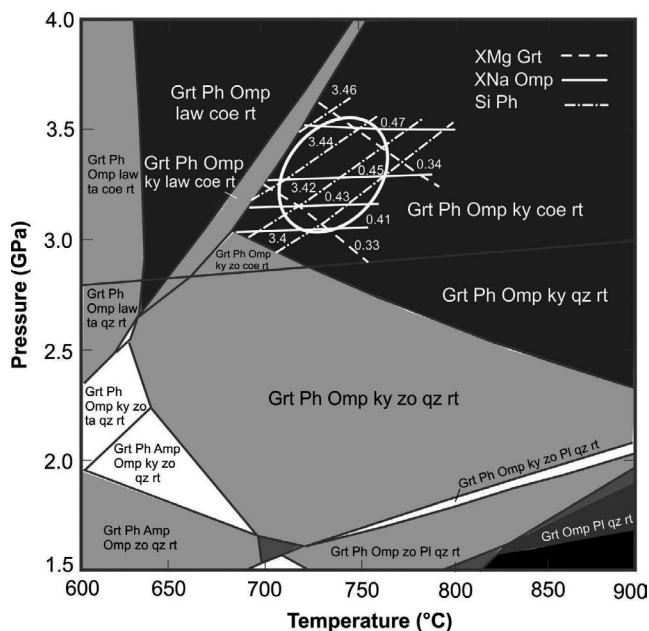 4.0
3.5
3.0
2.5
2.0
1.5
Pressure (GPa)
600
650
700
750
800
850
900
Temperature (°C)
XMg Grt
XNa Omp
Si Ph
Grt Ph Omp
law coe rt
Grt Ph Omp
ky law coe rt
Grt Ph
Omp law
ta coe rt
3.46
0.47
3.44
0.34
0.45
3.42
0.43
0.41
3.4
0.33
Grt Ph Omp ky coe rt
Grt Ph Omp
ky zo coe rt
Grt Ph
Omp law
ta qz rt
Grt Ph Omp ky qz rt
Grt Ph Omp ky zo qz rt
Grt Ph
Omp ky zo
ta qz rt
Grt Ph Amp
Omp ky zo
qz rt
Grt Ph Omp ky zo Pl qz rt
Grt Ph Amp
Omp zo qz rt
Grt Ph Omp zo Pl qz rt
Grt Omp Pl qz rt